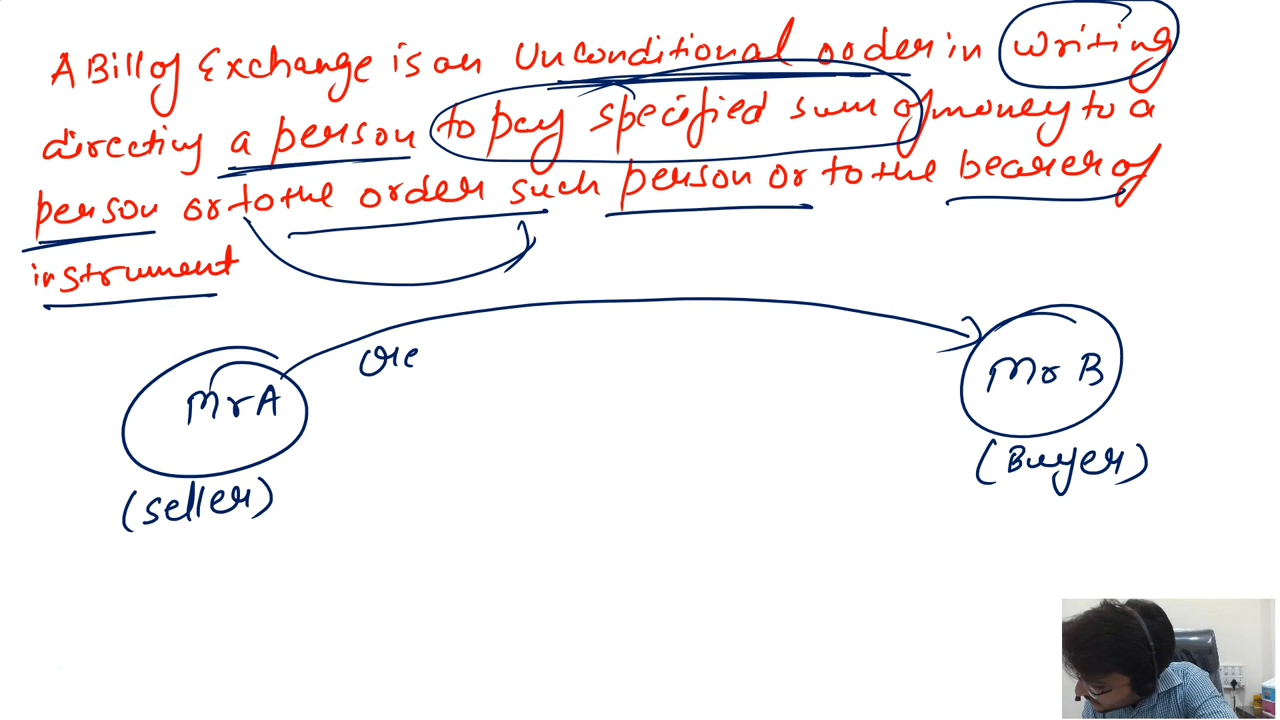 A Bill of Exchange is an Unconditional order in writing
directing a person to pay specified sum of money to a
person or to the order such person or to the bearer of
instrument
Mr A
Mr B
(seller)
(Buyer)